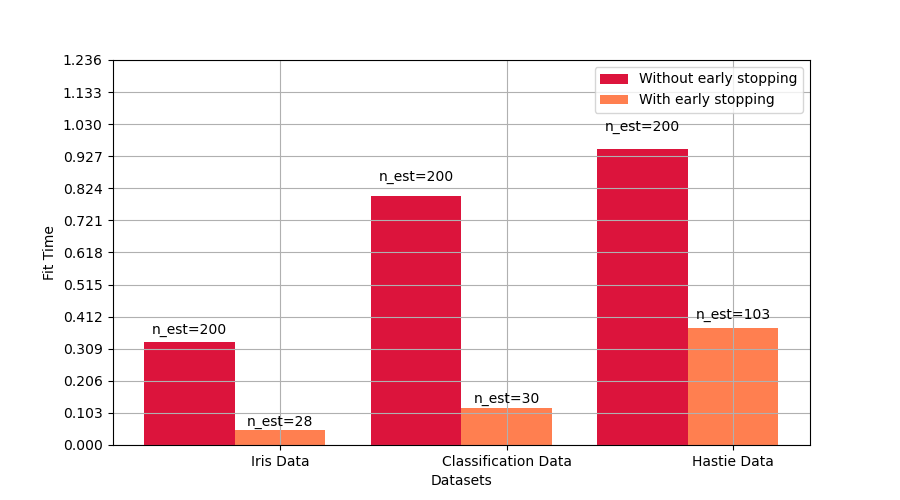 1.236
1.133
1.030
0.927
0.824
0.721
0.618
0.515
0.412
0.309
0.206
0.103
0.000
Fit Time
Without early stopping
With early stopping
n_est=200
n_est=200
n_est=200
n_est=103
n_est=30
n_est=28
Iris Data
Classification Data
Hastie Data
Datasets